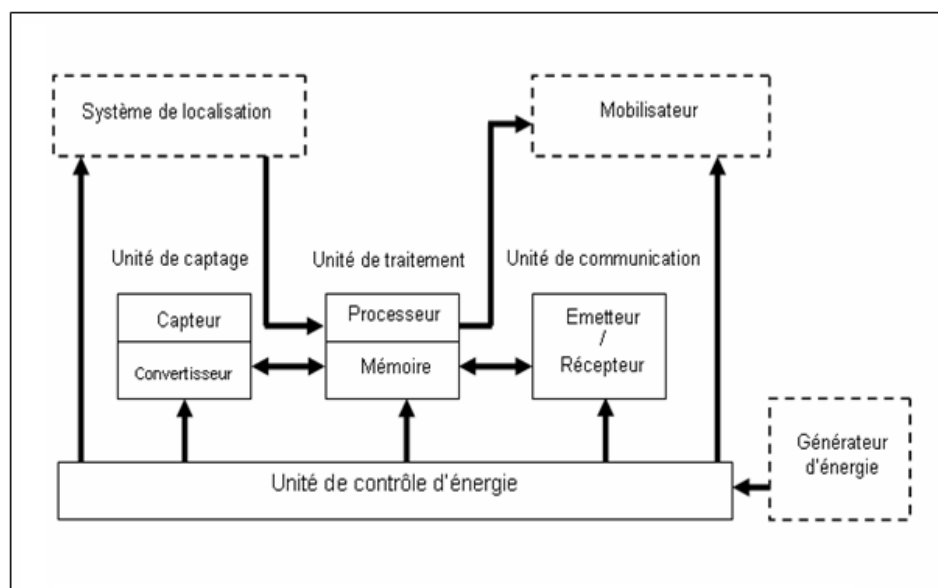 Système de localisation
Mobilisateur
Unité de captage
Unité de traitement
Unité de communication
Capteur
Convertisseur
Processeur
Mémoire
Emetteur
/
Récepteur
Générateur
d'énergie
Unité de contrôle d'énergie